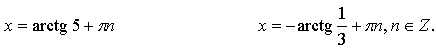 x = arctg 5 + πn x = −arctg 1/3 + πn, n ∈ Z.